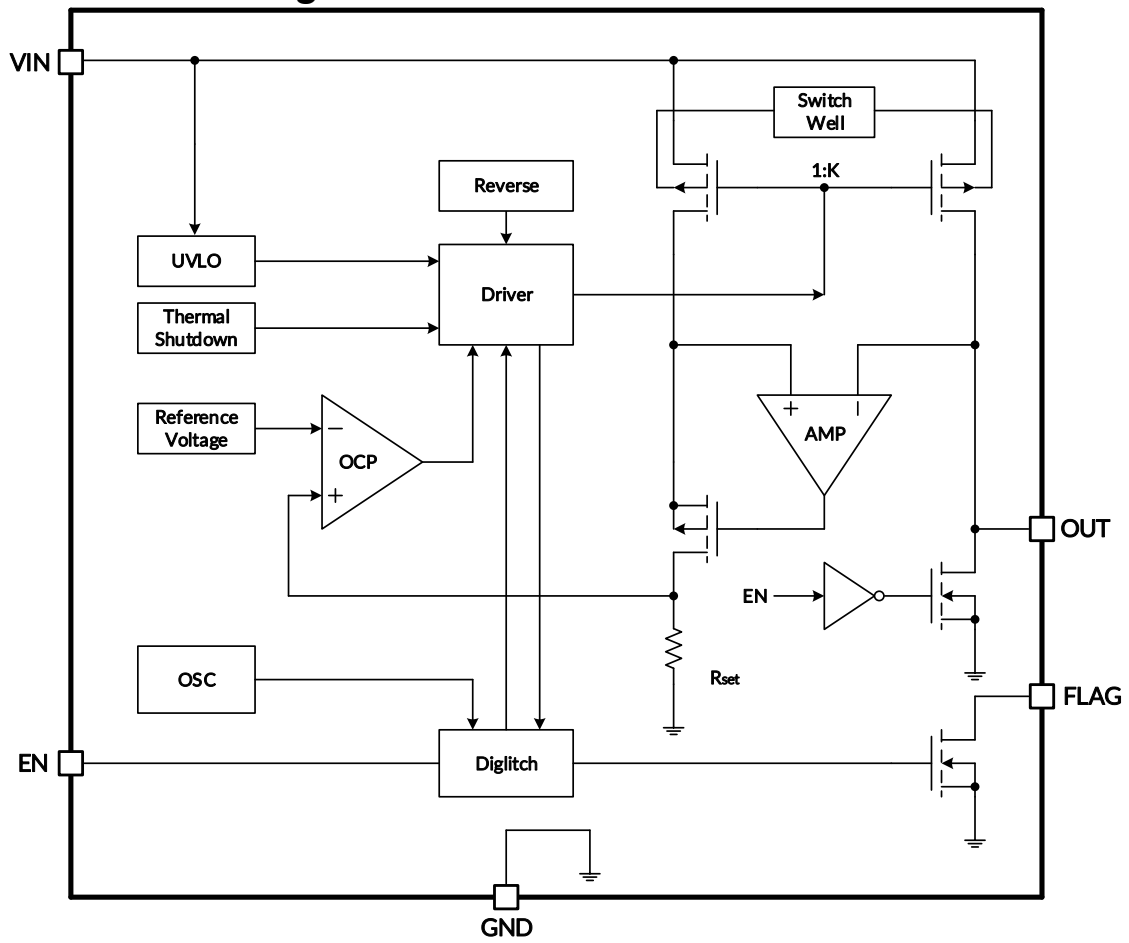 VIN
Switch
Well
1:K
Reverse
UVLO
Driver
Thermal
Shutdown
Reference
Voltage
−
OCP
+
+
−
AMP
OUT
EN
OSC
Rset
FLAG
EN
Diglitch
GND